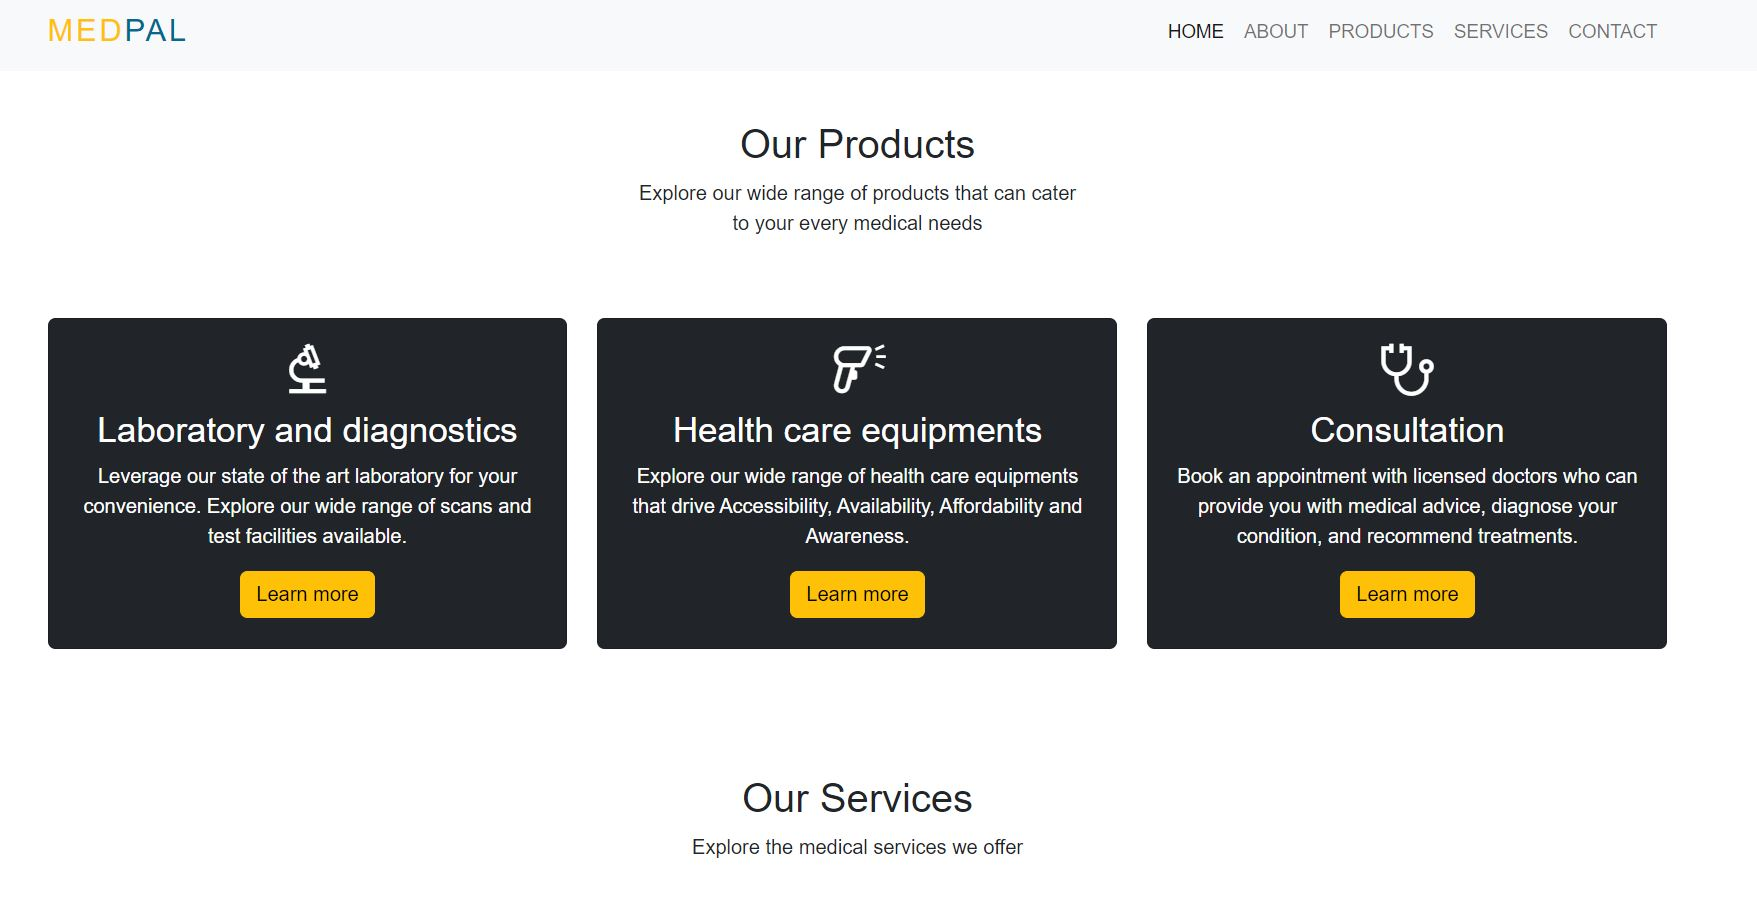 MEDPAL
HOME ABOUT PRODUCTS SERVICES CONTACT
Our Products
Explore our wide range of products that can cater
to your every medical needs
Laboratory and diagnostics
Leverage our state of the art laboratory for your
convenience. Explore our wide range of scans and
test facilities available.
Learn more
Health care equipments
Explore our wide range of health care equipments
that drive Accessibility, Availability, Affordability and
Awareness.
Learn more
Consultation
Book an appointment with licensed doctors who can
provide you with medical advice, diagnose your
condition, and recommend treatments.
Learn more
Our Services
Explore the medical services we offer